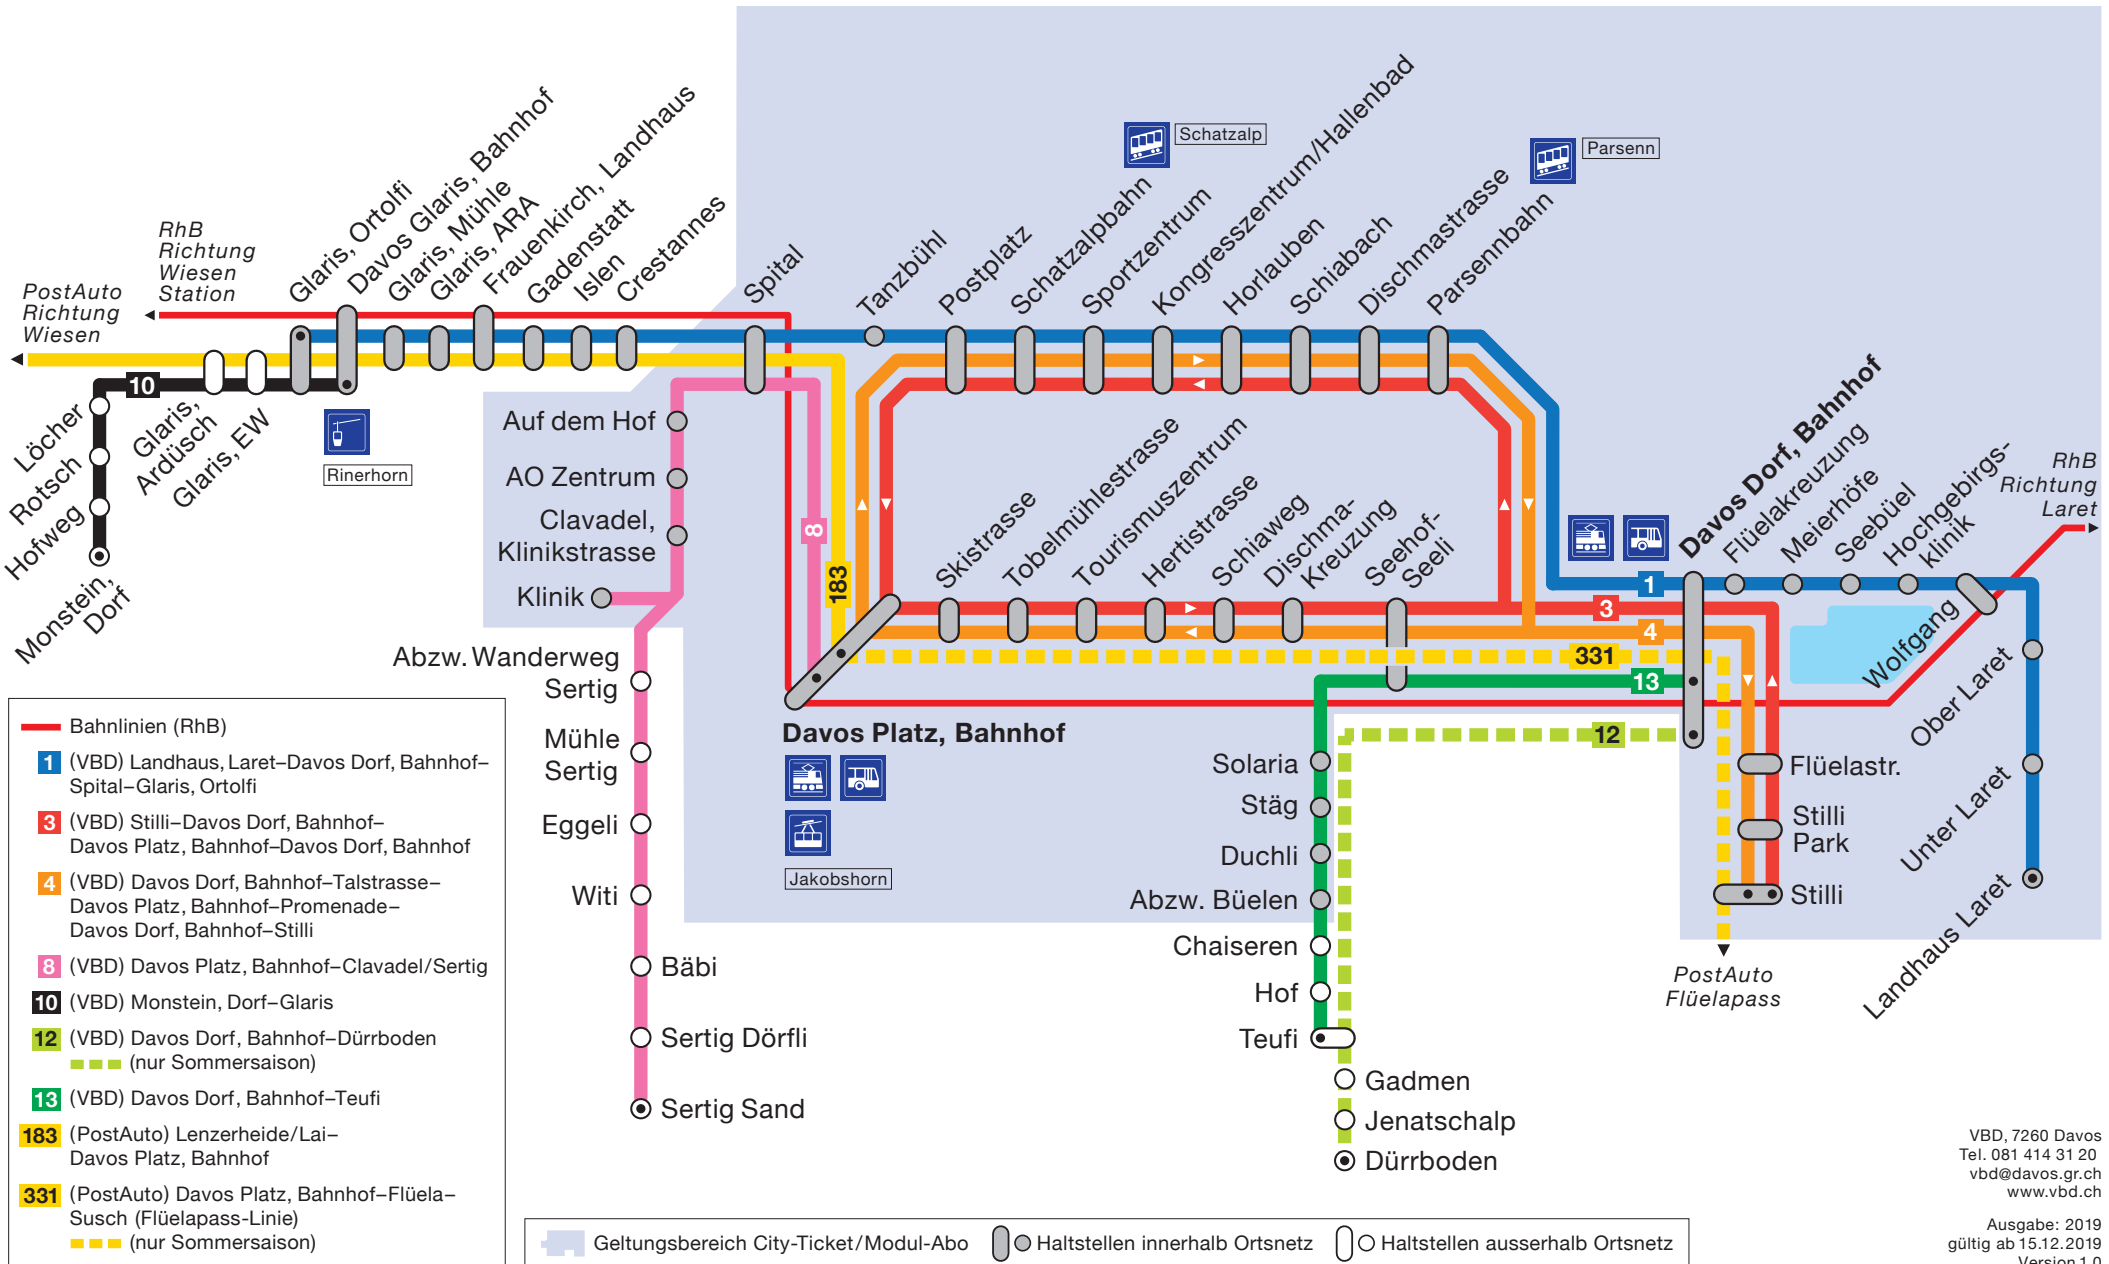 Schatzalp
Parsenn
RhB
Richtung
Wiesen
Station
PostAuto
Richtung
Wiesen
Glaris, Ortolfi
Davos Glaris, Bahnhof
Glaris, Mühle
Glaris, ARA
Frauenkirch, Landhaus
Gadenstatt
Islen
Crestannes
Spital
Tanzbühl
Postplatz
Schatzalpbahn
Sportzentrum
Kongresszentrum/Hallenbad
Horlauben
Schiabach
Dischmastrasse
Parsennbahn
10
Löcher
Rotsch
Hofweg
Monstein,
Dorf
Glaris,
Ardüsch
Glaris, EW
Rinerhorn
Auf dem Hof
AO Zentrum
Clavadel,
Klinikstrasse
Klinik
8
183
Skistrasse
Tobelmühlestrasse
Tourismuszentrum
Hertistrasse
Schiaweg
Dischma-
Kreuzung
Seehof-
Seeli
Davos Dorf, Bahnhof
Flüelakreuzung
Meierhöfe
Seebüel
Hochgebirgs-
klinik
RhB
Richtung
Laret
1
3
4
331
13
12
Wolfgang
Ober Laret
Unter Laret
Landhaus Laret
Abzw. Wanderweg
Sertig
Mühle
Sertig
Eggeli
Witi
Bäbi
Sertig Dörfli
Sertig Sand
Davos Platz, Bahnhof
Jakobshorn
Solaria
Stäg
Duchli
Abzw. Büelen
Chaiseren
Hof
Teufi
Gadmen
Jenatschalp
Dürrboden
Flüelastr.
Stilli
Park
Stilli
PostAuto
Flüelapass
Bahnlinien (RhB)
1 (VBD) Landhaus, Laret–Davos Dorf, Bahnhof–
Spital–Glaris, Ortolfi
3 (VBD) Stilli–Davos Dorf, Bahnhof–
Davos Platz, Bahnhof–Davos Dorf, Bahnhof
4 (VBD) Davos Dorf, Bahnhof–Talstrasse–
Davos Platz, Bahnhof–Promenade–
Davos Dorf, Bahnhof–Stilli
8 (VBD) Davos Platz, Bahnhof–Clavadel/Sertig
10 (VBD) Monstein, Dorf–Glaris
12 (VBD) Davos Dorf, Bahnhof–Dürrboden
(nur Sommersaison)
13 (VBD) Davos Dorf, Bahnhof–Teufi
183 (PostAuto) Lenzerheide/Lai–
Davos Platz, Bahnhof
331 (PostAuto) Davos Platz, Bahnhof–Flüela–
Susch (Flüelapass-Linie)
(nur Sommersaison)
Geltungsbereich City-Ticket/Modul-Abo
Haltstellen innerhalb Ortsnetz
Haltstellen ausserhalb Ortsnetz
VBD, 7260 Davos
Tel. 081 414 31 20
vbd@davos.gr.ch
www.vbd.ch
Ausgabe: 2019
gültig ab 15.12.2019
Version 1.0